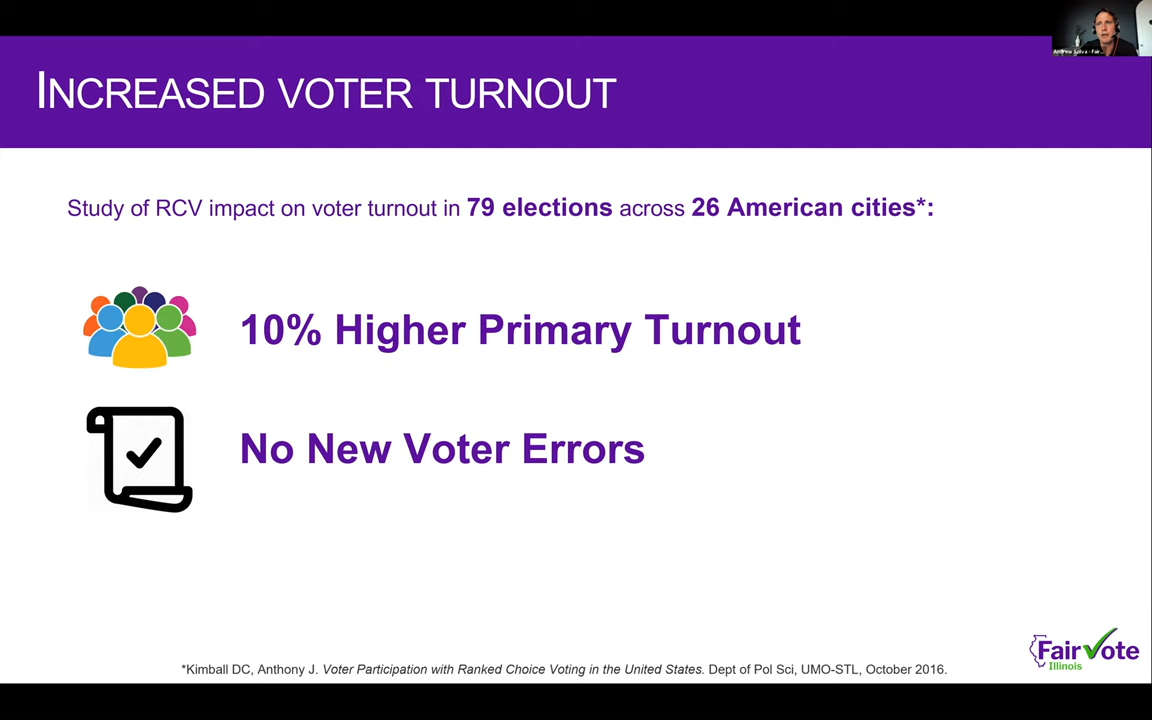 INCREASED VOTER TURNOUT
Study of RCV impact on voter turnout in 79 elections across 26 American cities*:
10% Higher Primary Turnout
No New Voter Errors
FairVote
Illinois
*Kimball DC, Anthony J. Voter Participation with Ranked Choice Voting in the United States. Dept of Pol Sci, UMO-STL, October 2016.